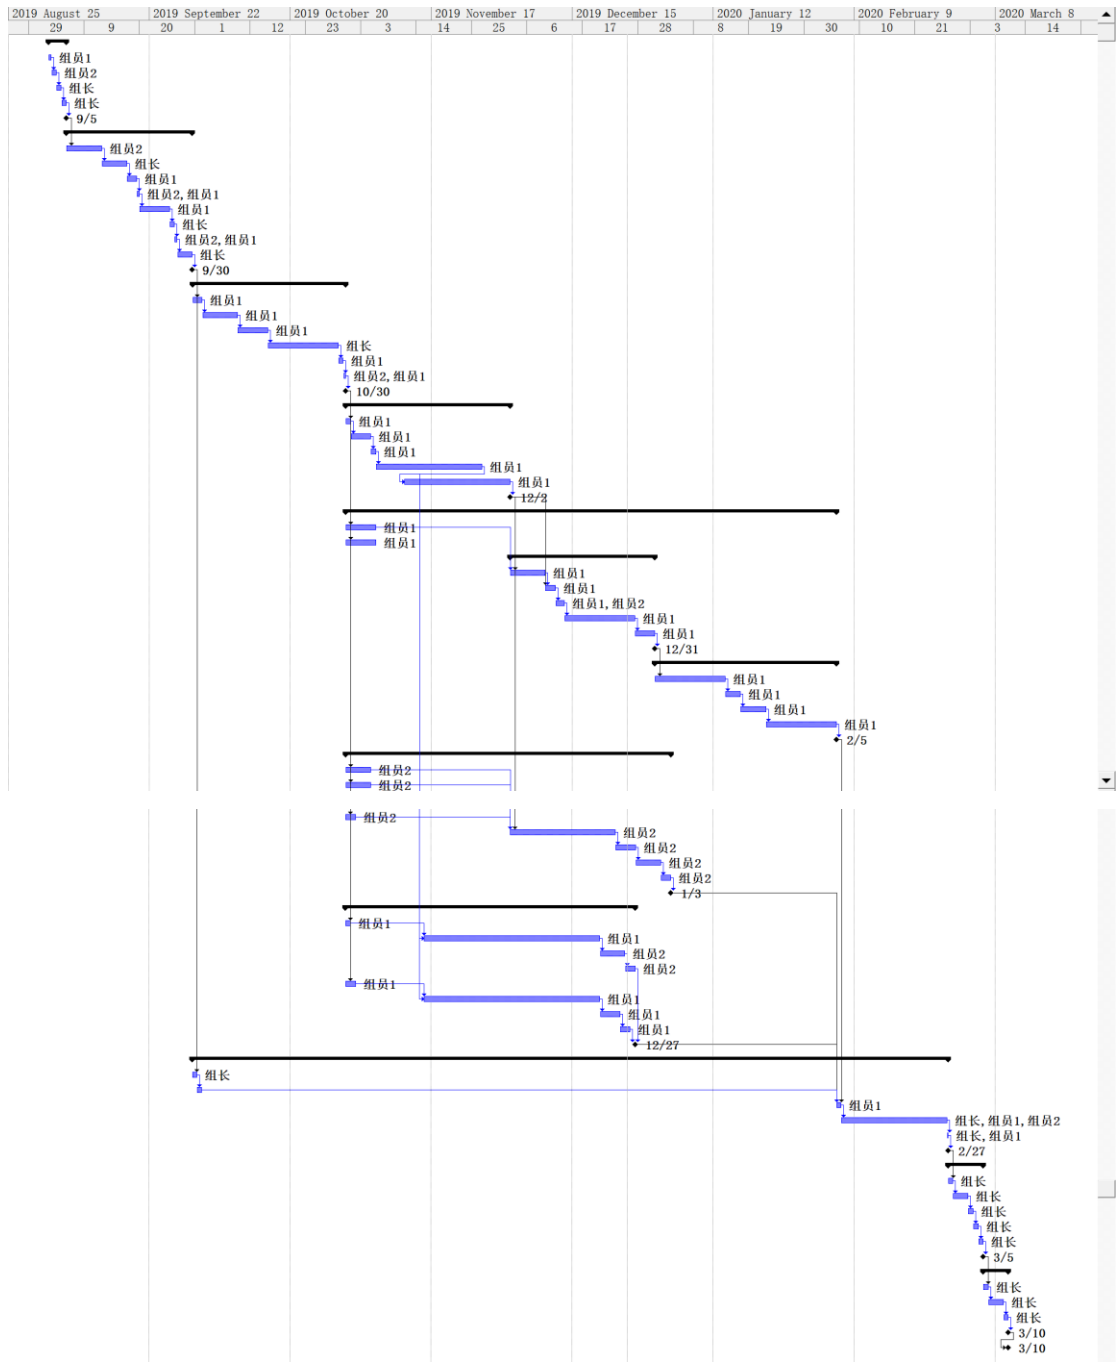 2019 August 25 2019 September 22 2019 October 20 2019 November 17 2019 December 15 2020 January 12 2020 February 9 2020 March 8
29 9 20 1 12 23 3 14 25 6 17 28 8 19 30 10 21 3 14
组员1
组员2
组长
组长
9/5
组员2
组长
组员1
组员2,组员1
组员1
组长
组员2,组员1
组长
9/30
组员1
组员1
组员1
组长
组员1
组员2,组员1
10/30
组员1
组员1
组员1
组员1
组员1
12/2
组员1
组员1
组员1
组员1
组员1,组员2
组员1
组员1
12/31
组员1
组员1
组员1
组员1
2/5
组员2
组员2
组员2
组员2
组员2
组员2
组员2
1/3
组员1
组员1
组员2
组员2
组员1
组员1
组员1
组员1
12/27
组长
组员1
组长,组员1,组员2
组长,组员1
2/27
组长
组长
组长
组长
组长
3/5
组长
组长
组长
3/10
3/10